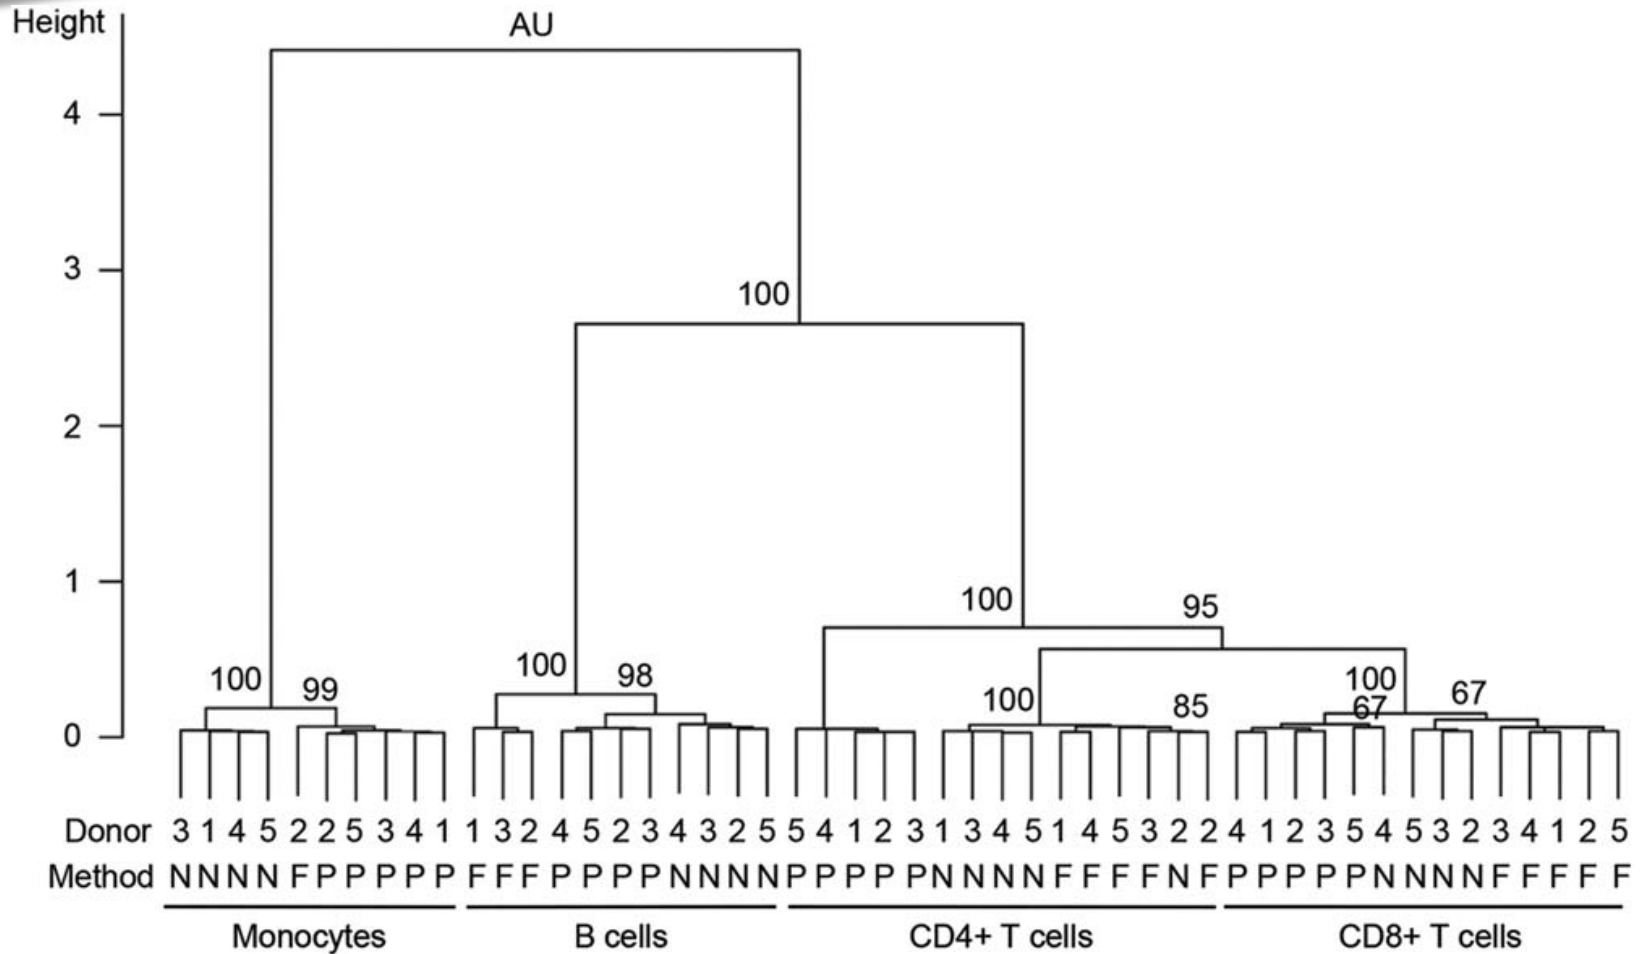 Height AU
4
3
100
2
1
100 95
100 99 100 98 100 85 100 67 67
0
Donor 3 1 4 5 2 2 5 3 4 1 1 3 2 4 5 2 3 4 3 2 5 5 4 1 2 3 1 3 4 5 1 4 5 3 2 2 4 1 2 3 5 4 5 3 2 3 4 1 2 5
Method N N N N F P P P P P F F F P P P P N N N N P P P P P N N N N F F F F N F P P P P P N N N N F F F F F
Monocytes B cells CD4+ T cells CD8+ T cells